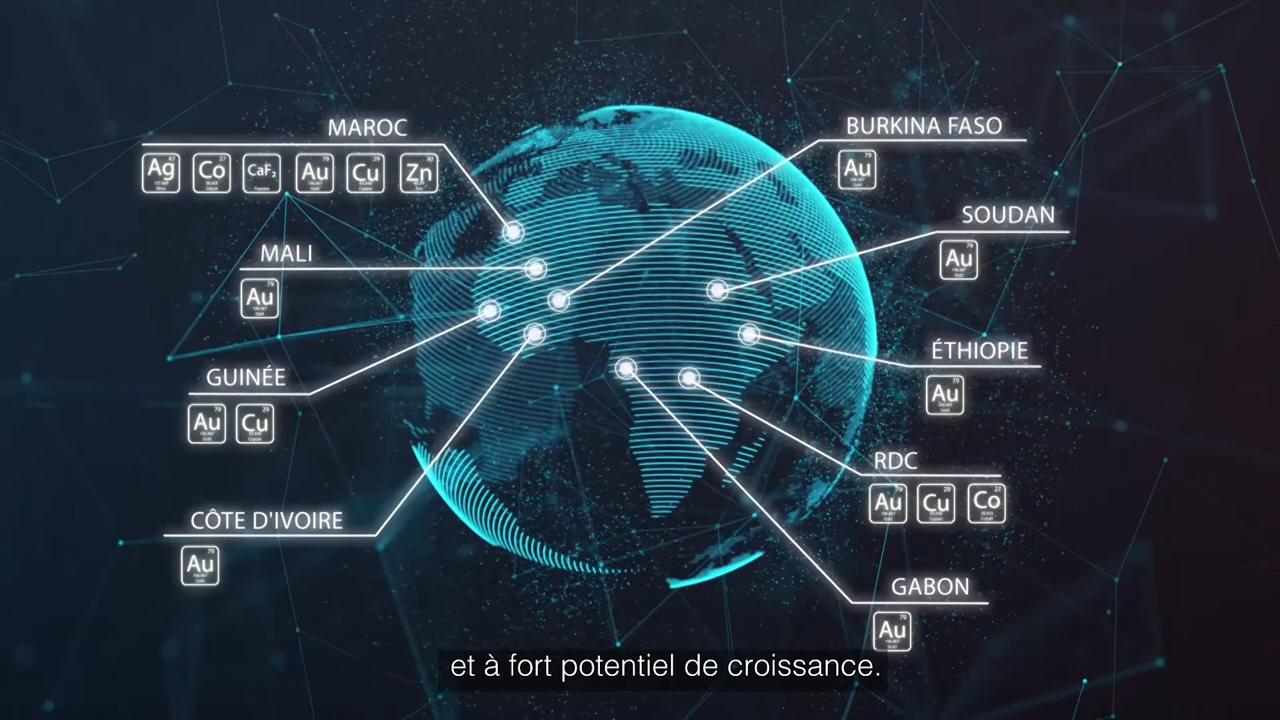 MAROC
Ag Co CaF₂ Au Cu Zn
BURKINA FASO
Au
SOUDAN
Au
MALI
Au
ÉTHIOPIE
Au
GUINÉE
Au Cu
RDC
Au Cu Co
CÔTE D'IVOIRE
Au
GABON
Au
et à fort potentiel de croissance.